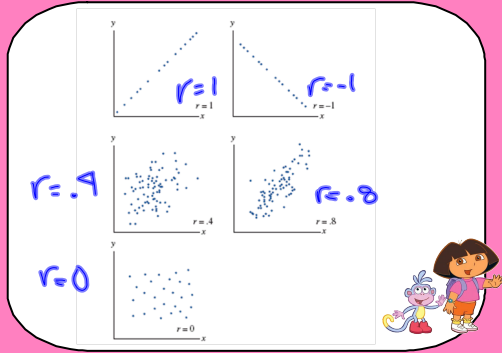 y
y
r=1
r=-1
r = 1
r = -1
x
x
y
y
r=.4
r=.8
r = .4
r = .8
x
x
y
r=0
r = 0
x